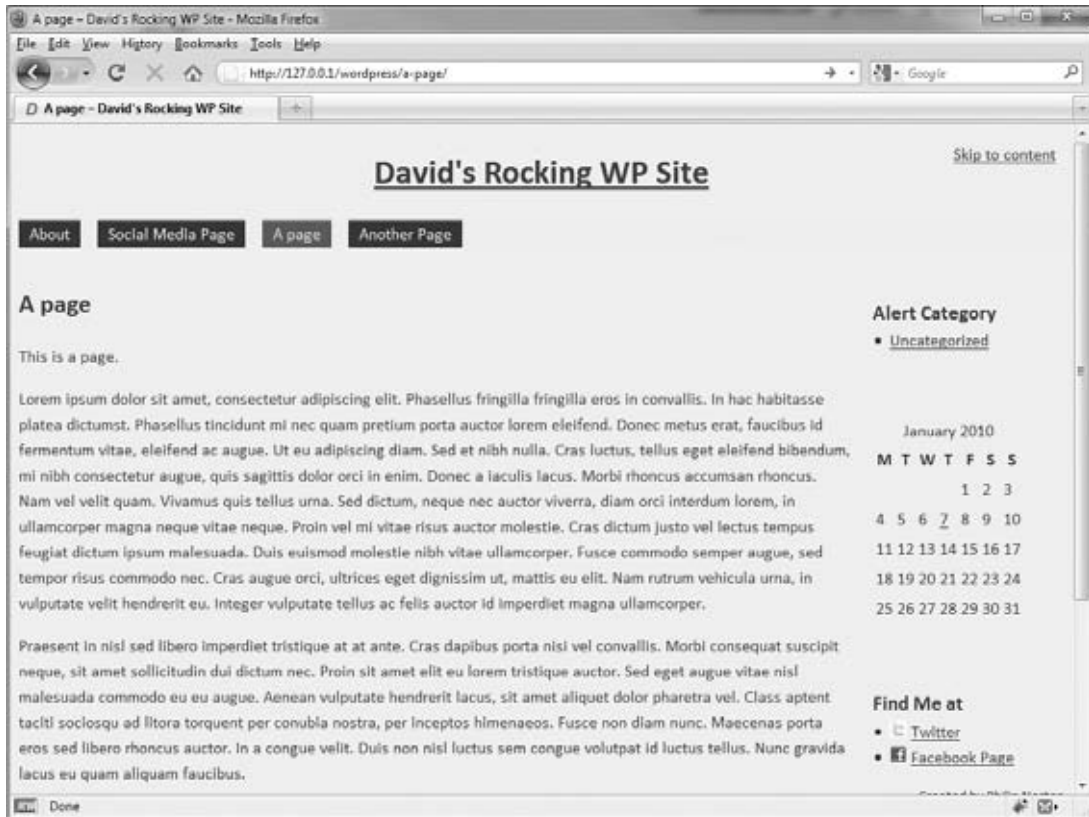 A page – David's Rocking WP Site - Mozilla Firefox
File Edit View History Bookmarks Tools Help
http://127.0.0.1/wordpress/a-page/
Google
A page – David's Rocking WP Site
Skip to content
David's Rocking WP Site
About Social Media Page A page Another Page
A page
This is a page.
Lorem ipsum dolor sit amet, consectetur adipiscing elit. Phasellus fringilla fringilla eros in convallis. In hac habitasse
platea dictumst. Phasellus tincidunt mi nec quam pretium porta auctor lorem eleifend. Donec metus erat, faucibus id
fermentum vitae, eleifend ac augue. Ut eu adipiscing diam. Sed et nibh nulla. Cras luctus, tellus eget eleifend bibendum,
mi nibh consectetur augue, quis sagittis dolor orci in enim. Donec a iaculis lacus. Morbi rhoncus accumsan rhoncus.
Nam vel velit quam. Vivamus quis tellus urna. Sed dictum, neque nec auctor viverra, diam orci interdum lorem, in
ullamcorper magna neque vitae neque. Proin vel mi vitae risus auctor molestie. Cras dictum justo vel lectus tempus
feugiat dictum ipsum malesuada. Duis euismod molestie nibh vitae ullamcorper. Fusce commodo semper augue, sed
tempor risus commodo nec. Cras augue orci, ultrices eget dignissim ut, mattis eu elit. Nam rutrum vehicula urna, in
vulputate velit hendrerit eu. Integer vulputate tellus ac felis auctor id imperdiet magna ullamcorper.
Praesent in nisl sed libero imperdiet tristique at at ante. Cras dapibus porta nisi vel convallis. Morbi consequat suscipit
neque, sit amet sollicitudin dui dictum nec. Proin sit amet elit eu lorem tristique auctor. Sed eget augue vitae nisl
malesuada commodo eu eu augue. Aenean vulputate hendrerit lacus, sit amet aliquet dolor pharetra vel. Class aptent
taciti sociosqu ad litora torquent per conubia nostra, per inceptos himenaeos. Fusce non diam nunc. Maecenas porta
eros sed libero rhoncus auctor. In a congue velit. Duis non nisl luctus sem congue volutpat id luctus tellus. Nunc gravida
lacus eu quam aliquam faucibus.
Alert Category
• Uncategorized
January 2010
M T W T F S S
1 2 3
4 5 6 7 8 9 10
11 12 13 14 15 16 17
18 19 20 21 22 23 24
25 26 27 28 29 30 31
Find Me at
• Twitter
• Facebook Page
Done